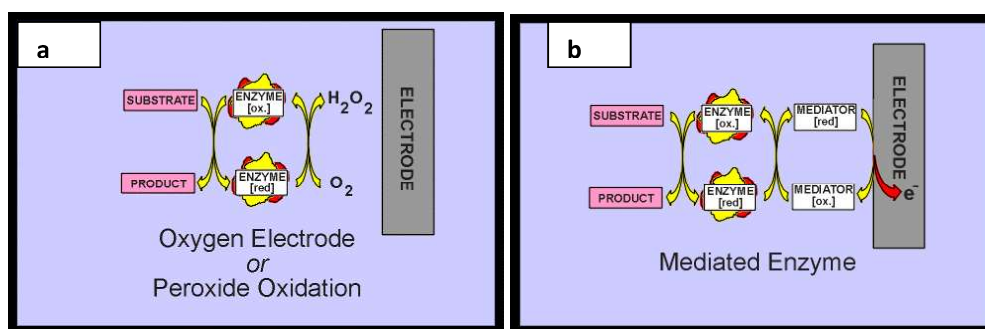 a
SUBSTRATE
ENZYME
[ox.]
H2O2
PRODUCT
ENZYME
[red]
O2
ELECTRODE
Oxygen Electrode
or
Peroxide Oxidation
b
SUBSTRATE
ENZYME
[ox.]
MEDIATOR
[red]
PRODUCT
ENZYME
[red]
MEDIATOR
[ox.]
ELECTRODE
e-
Mediated Enzyme